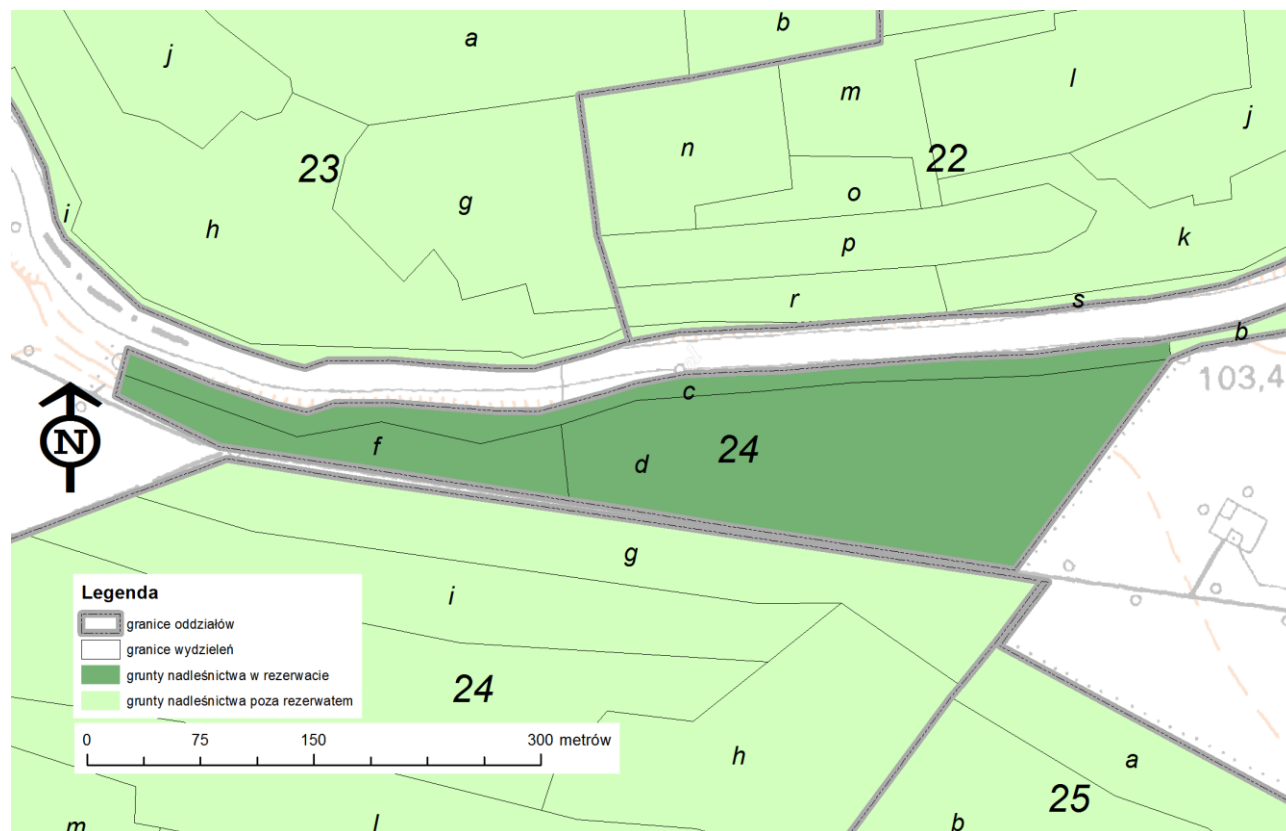 a
b
j
l
m
j
n
23
22
g
o
i
h
p
k
r
s
b
103,4
c
N
f
d
24
g
i
Legenda
granice oddziałów
granice wydzieleń
grunty nadleśnictwa w rezerwacie
grunty nadleśnictwa poza rezerwatem
24
0 75 150 300 metrów
h
a
25
m
l
b